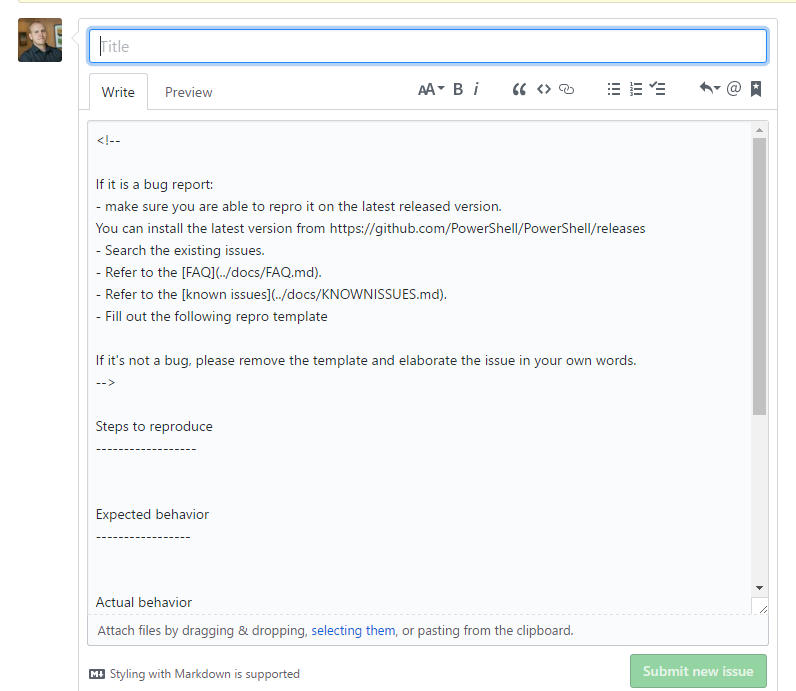 Title
Write Preview AA B i @
<!--
If it is a bug report:
- make sure you are able to repro it on the latest released version.
You can install the latest version from https://github.com/PowerShell/PowerShell/releases
- Search the existing issues.
- Refer to the [FAQ](../docs/FAQ.md).
- Refer to the [known issues](../docs/KNOWNISSUES.md).
- Fill out the following repro template
If it's not a bug, please remove the template and elaborate the issue in your own words.
-->
Steps to reproduce
------------------
Expected behavior
-----------------
Actual behavior
Attach files by dragging & dropping, selecting them, or pasting from the clipboard.
M↓ Styling with Markdown is supported
Submit new issue